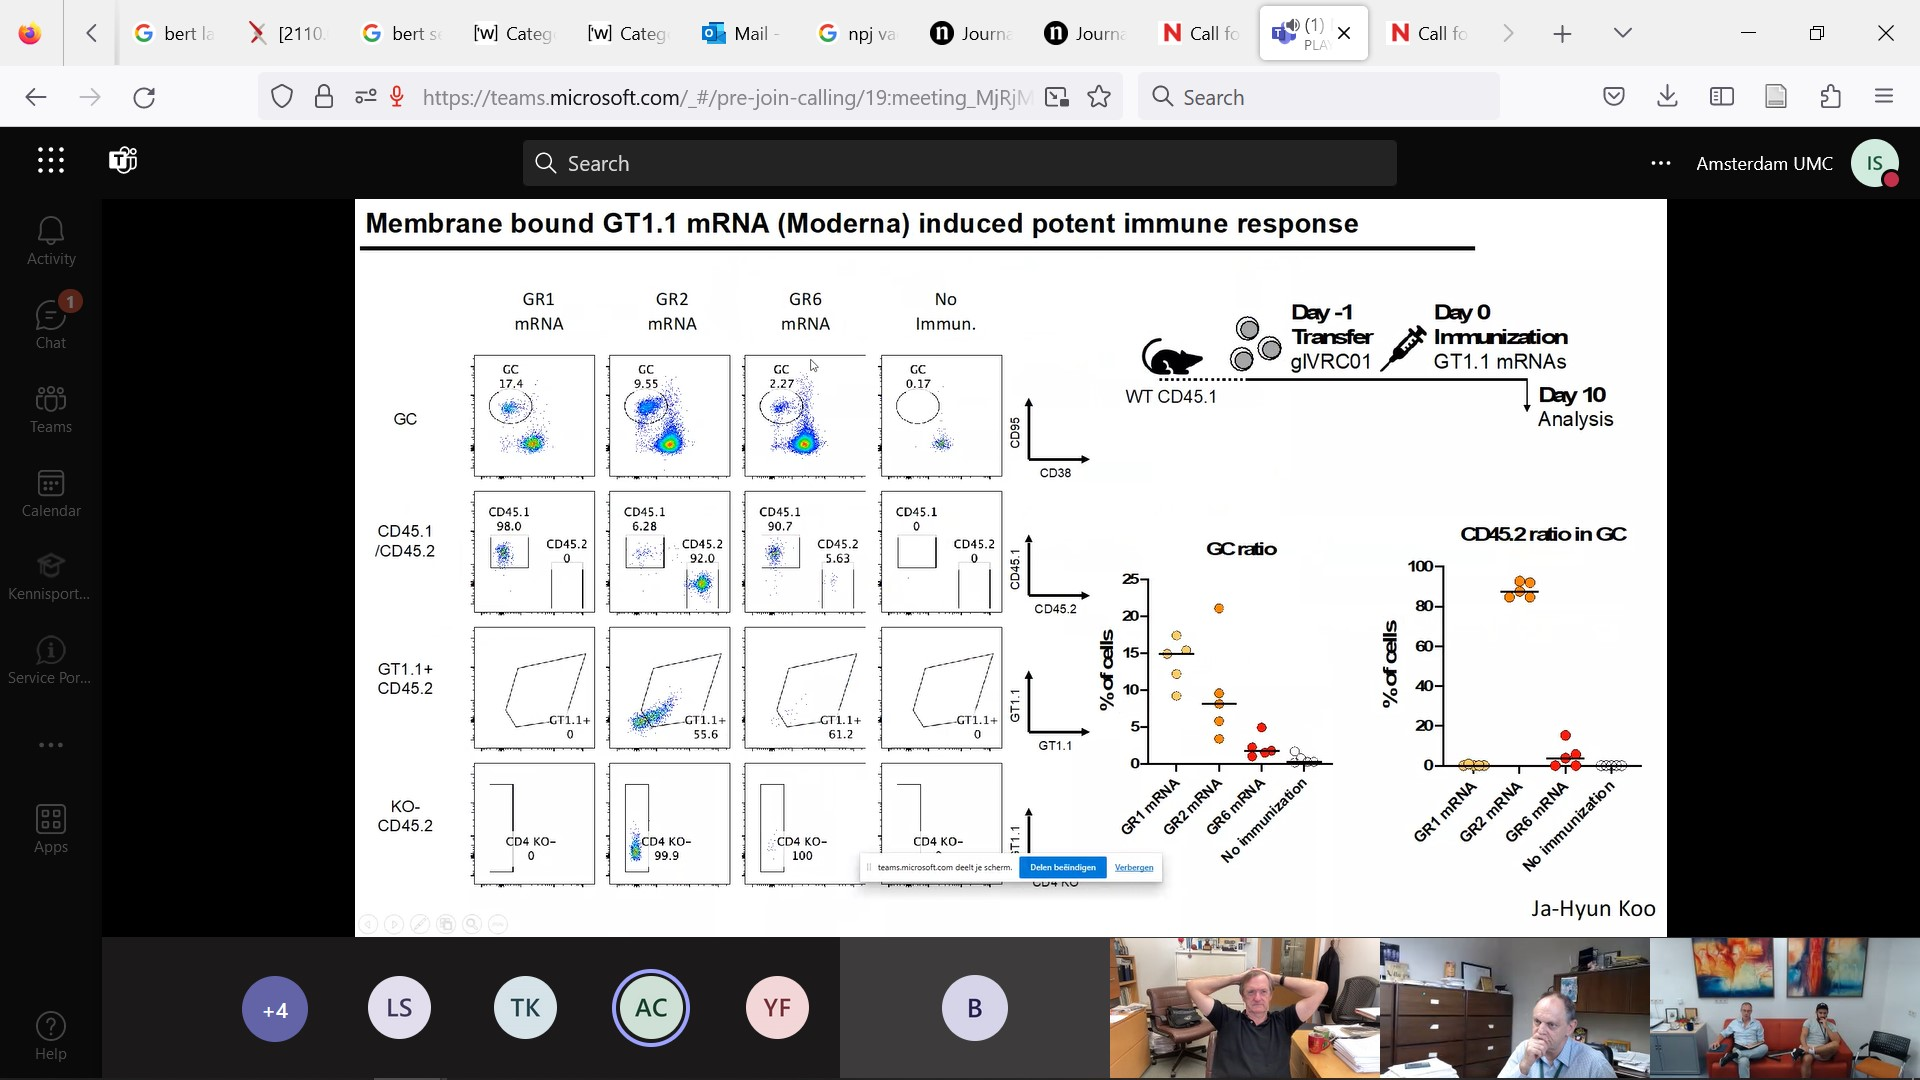 bert la
[2110.
bert se
[w] Categ
[w] Categ
Mail -
npj va
Journa
Journa
Call fo
(1)
PLA
Call fo
https://teams.microsoft.com/_#/pre-join-calling/19:meeting_MjRjM
Search
Search
Amsterdam UMC
IS
Activity
1
Chat
Teams
Calendar
Kennisport...
Service Por...
Apps
Help
Membrane bound GT1.1 mRNA (Moderna) induced potent immune response
GR1
mRNA
GR2
mRNA
GR6
mRNA
No
Immun.
GC
GC
17.4
GC
9.55
GC
2.27
GC
0.17
CD95
CD38
CD45.1
/CD45.2
CD45.1
98.0
CD45.2
0
CD45.1
6.28
CD45.2
92.0
CD45.1
90.7
CD45.2
5.63
CD45.1
0
CD45.2
0
CD45.1
CD45.2
GT1.1+
CD45.2
GT1.1+
0
GT1.1+
55.6
GT1.1+
61.2
GT1.1+
0
GT1.1
GT1.1
KO-
CD45.2
CD4 KO-
0
CD4 KO-
99.9
CD4 KO-
100
CD4 KO-
WT CD45.1
Day -1
Transfer
glVRC01
Day 0
Immunization
GT1.1 mRNAs
Day 10
Analysis
GC ratio
% of cells
25
20
15
10
5
0
GR1 mRNA
GR2 mRNA
GR6 mRNA
No immunization
CD45.2 ratio in GC
% of cells
100
80
60
40
20
0
GR1 mRNA
GR2 mRNA
GR6 mRNA
No immunization
teams.microsoft.com deelt je scherm.
Delen beëindigen
Verbergen
Ja-Hyun Koo
+4
LS
TK
AC
YF
B